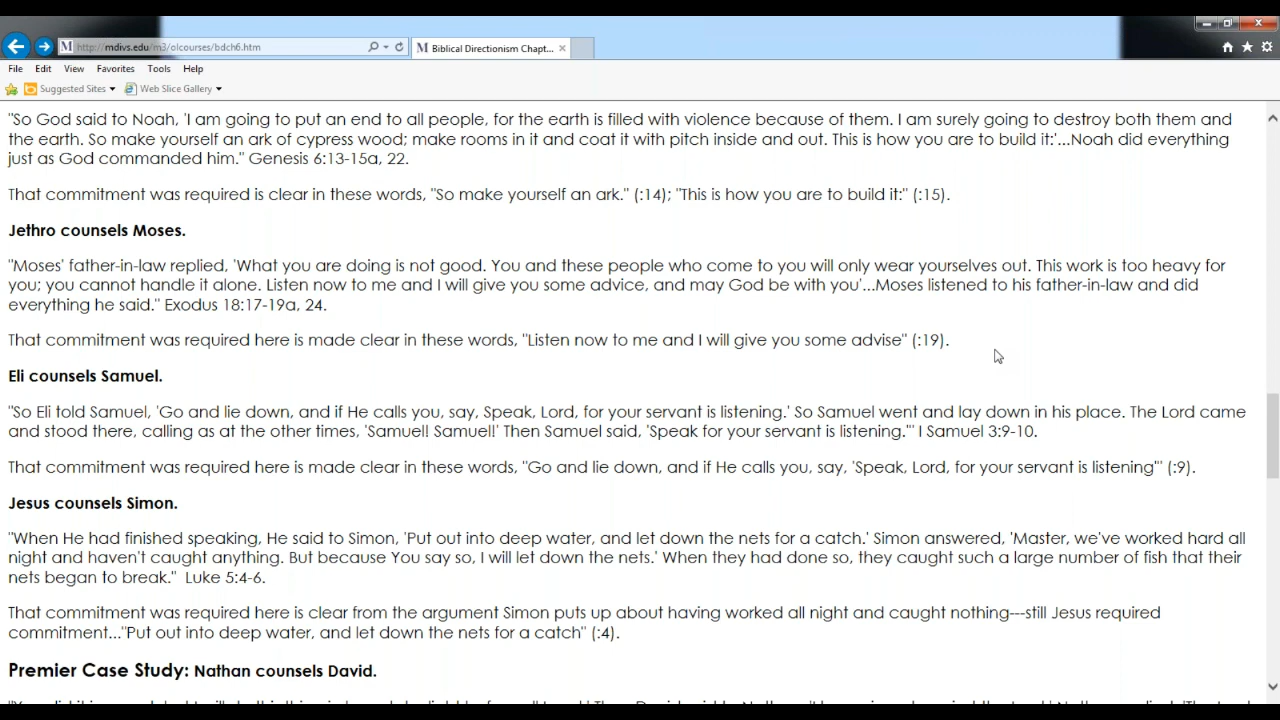 http://mdivs.edu/m3/olcourses/bdch6.htm
M Biblical Directionism Chapt...
File Edit View Favorites Tools Help
Suggested Sites Web Slice Gallery
"So God said to Noah, 'I am going to put an end to all people, for the earth is filled with violence because of them. I am surely going to destroy both them and
the earth. So make yourself an ark of cypress wood; make rooms in it and coat it with pitch inside and out. This is how you are to build it:'...Noah did everything
just as God commanded him." Genesis 6:13-15a, 22.
That commitment was required is clear in these words, "So make yourself an ark." (:14); "This is how you are to build it:" (:15).
Jethro counsels Moses.
"Moses' father-in-law replied, 'What you are doing is not good. You and these people who come to you will only wear yourselves out. This work is too heavy for
you; you cannot handle it alone. Listen now to me and I will give you some advice, and may God be with you'...Moses listened to his father-in-law and did
everything he said." Exodus 18:17-19a, 24.
That commitment was required here is made clear in these words, "Listen now to me and I will give you some advise" (:19).
Eli counsels Samuel.
"So Eli told Samuel, 'Go and lie down, and if He calls you, say, Speak, Lord, for your servant is listening.' So Samuel went and lay down in his place. The Lord came
and stood there, calling as at the other times, 'Samuel! Samuel!' Then Samuel said, 'Speak for your servant is listening.'" I Samuel 3:9-10.
That commitment was required here is made clear in these words, "Go and lie down, and if He calls you, say, 'Speak, Lord, for your servant is listening'" (:9).
Jesus counsels Simon.
"When He had finished speaking, He said to Simon, 'Put out into deep water, and let down the nets for a catch.' Simon answered, 'Master, we've worked hard all
night and haven't caught anything. But because You say so, I will let down the nets.' When they had done so, they caught such a large number of fish that their
nets began to break." Luke 5:4-6.
That commitment was required here is clear from the argument Simon puts up about having worked all night and caught nothing---still Jesus required
commitment..."Put out into deep water, and let down the nets for a catch" (:4).
Premier Case Study: Nathan counsels David.